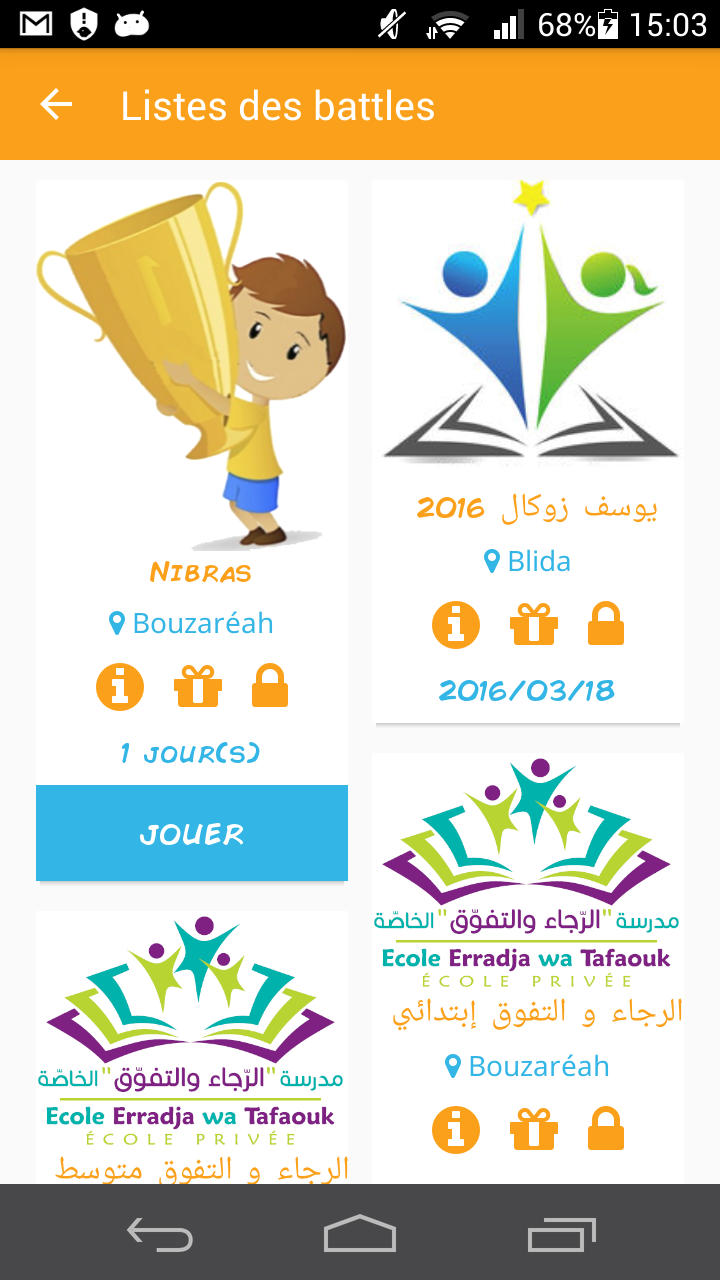 68% 15:03
Listes des battles
NIBRAS
Bouzaréah
1 JOUR(S)
JOUER
يوسف زوكال 2016
Blida
2016/03/18
مدرسة "الرّجاء والتفوّق" الخاصّة
Ecole Erradja wa Tafaouk
ÉCOLE PRIVÉE
الرجاء و التفوق متوسط
مدرسة "الرّجاء والتفوّق" الخاصّة
Ecole Erradja wa Tafaouk
ÉCOLE PRIVÉE
الرجاء و التفوق إبتدائي
Bouzaréah